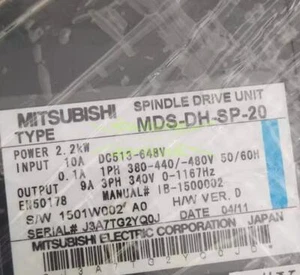 MITSUBISHI SPINDLE DRIVE UNIT
TYPE MDS-DH-SP-20
POWER 2.2kW
INPUT 10A DC513-648V
0.1A 1PH 380-440/-480V 50/60H
OUTPUT 9A 3PH 340V 0-1167Hz
EN50178 MANUAL# IB-1500002
S/W 1501W002 A0 H/W VER. D
SERIAL# J3A7TG2YQ0J DATE 04/11
MITSUBISHI ELECTRIC CORPORATION JAPAN